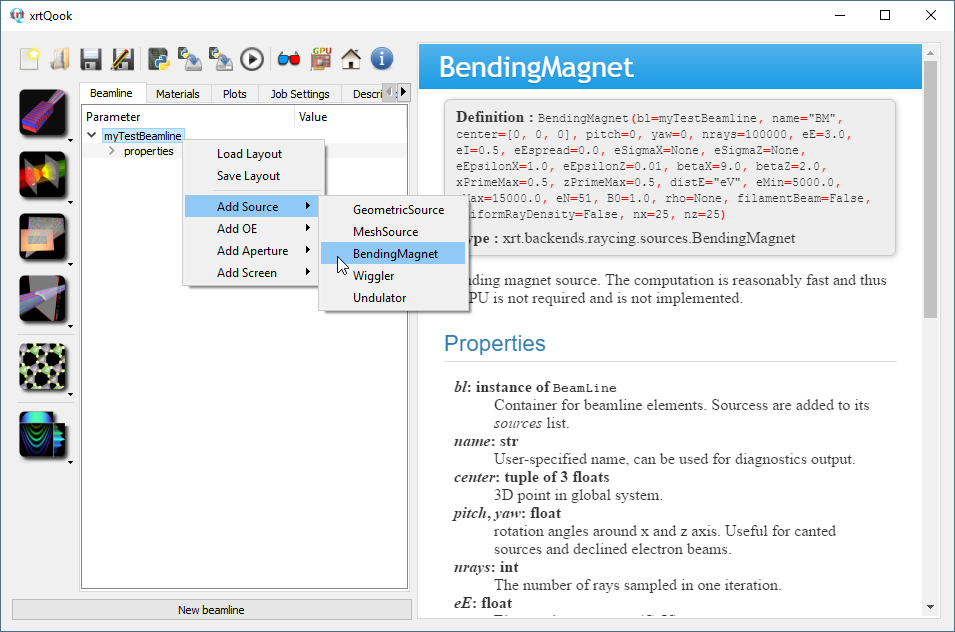 xrtQook
GPU
Beamline
Materials
Plots
Job Settings
Descri
Parameter
Value
myTestBeamline
properties
Load Layout
Save Layout
Add Source
Add OE
Add Aperture
Add Screen
GeometricSource
MeshSource
BendingMagnet
Wiggler
Undulator
New beamline
BendingMagnet
Definition : BendingMagnet(bl=myTestBeamline, name="BM",
center=[0, 0, 0], pitch=0, yaw=0, nrays=100000, eE=3.0,
eI=0.5, eEspread=0.0, eSigmaX=None, eSigmaZ=None,
eEpsilonX=1.0, eEpsilonZ=0.01, betaX=9.0, betaZ=2.0,
xPrimeMax=0.5, zPrimeMax=0.5, distE="eV", eMin=5000.0,
Max=15000.0, eN=51, B0=1.0, rho=None, filamentBeam=False,
iformRayDensity=False, nx=25, nz=25)
ype : xrt.backends.raycing.sources.BendingMagnet
nding magnet source. The computation is reasonably fast and thus
PU is not required and is not implemented.
Properties
bl: instance of BeamLine
Container for beamline elements. Sourcess are added to its
sources list.
name: str
User-specified name, can be used for diagnostics output.
center: tuple of 3 floats
3D point in global system.
pitch, yaw: float
rotation angles around x and z axis. Useful for canted
sources and declined electron beams.
nrays: int
The number of rays sampled in one iteration.
eE: float